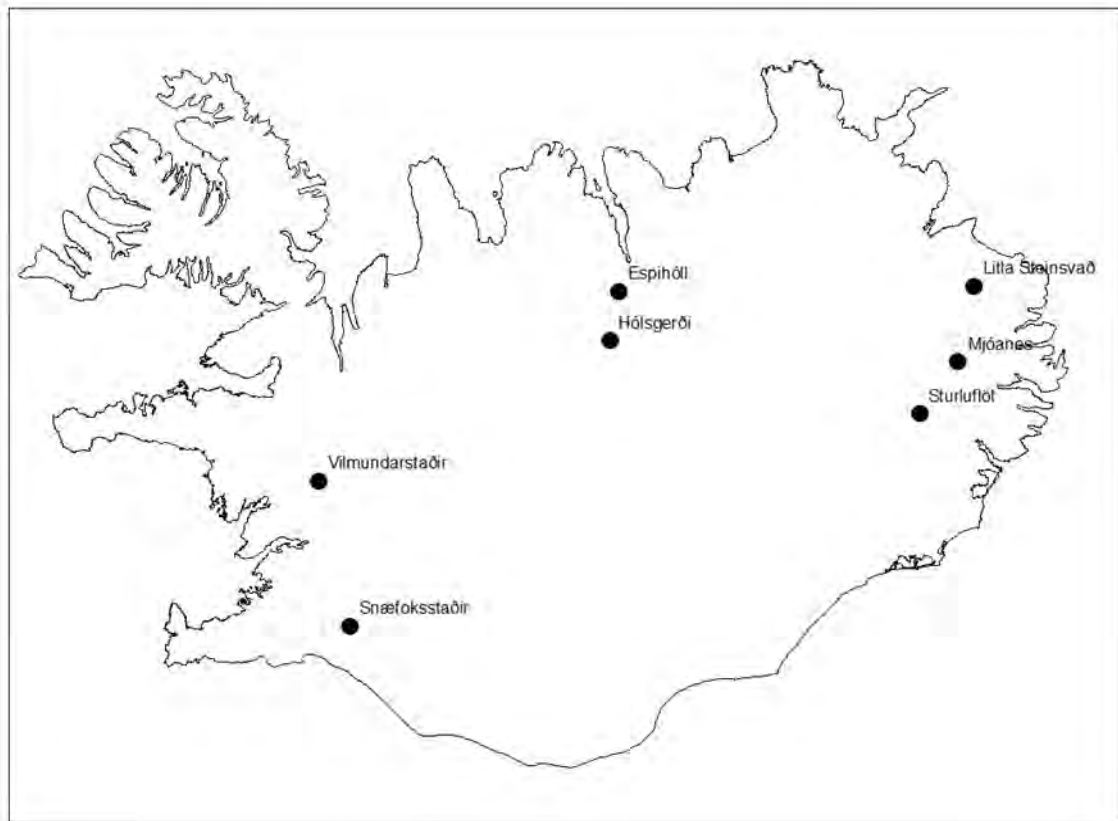 Espihóll
Litla Steinsvað
Hólsgerði
Mjóanes
Sturluflöt
Vilmundarstaðir
Snæfoksstaðir